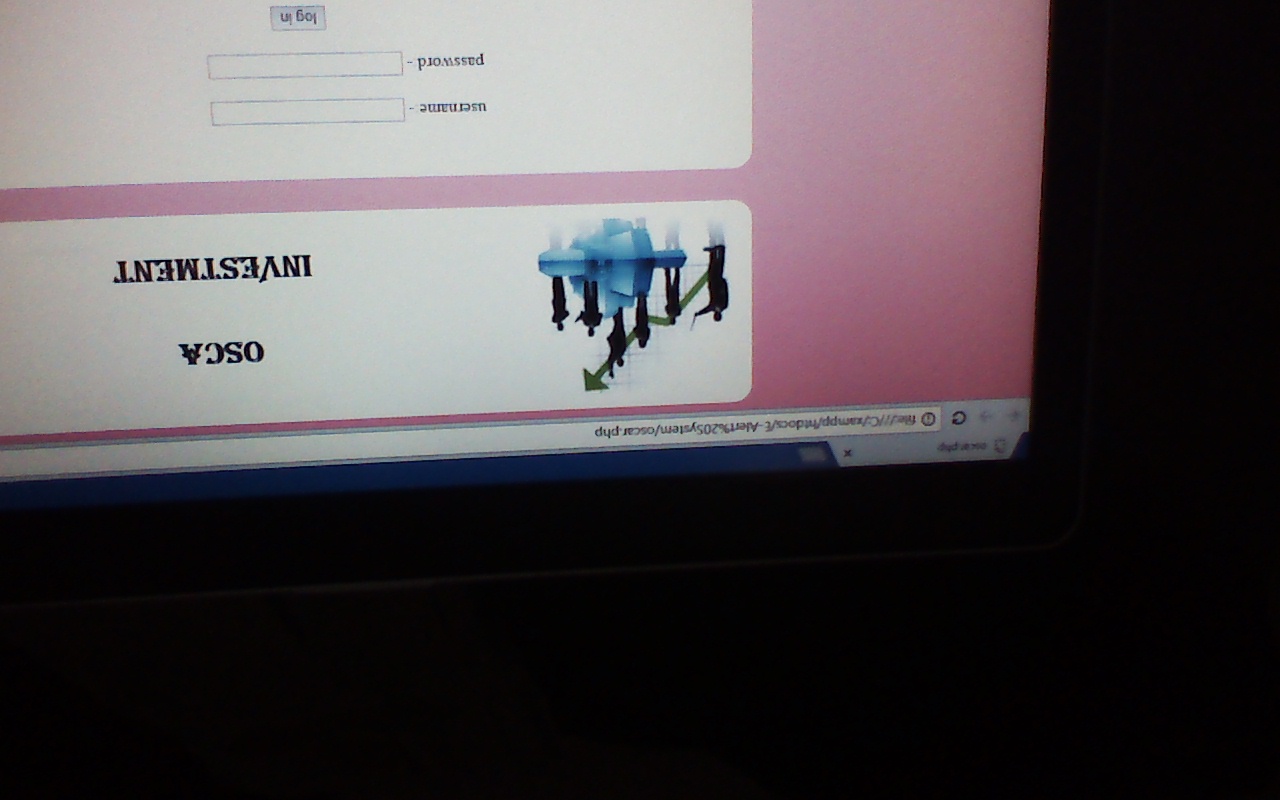 oscar.php
file:///C:/xampp/htdocs/E-Alert%20System/oscar.php
OSCA
INVESTMENT
username -
password -
log in